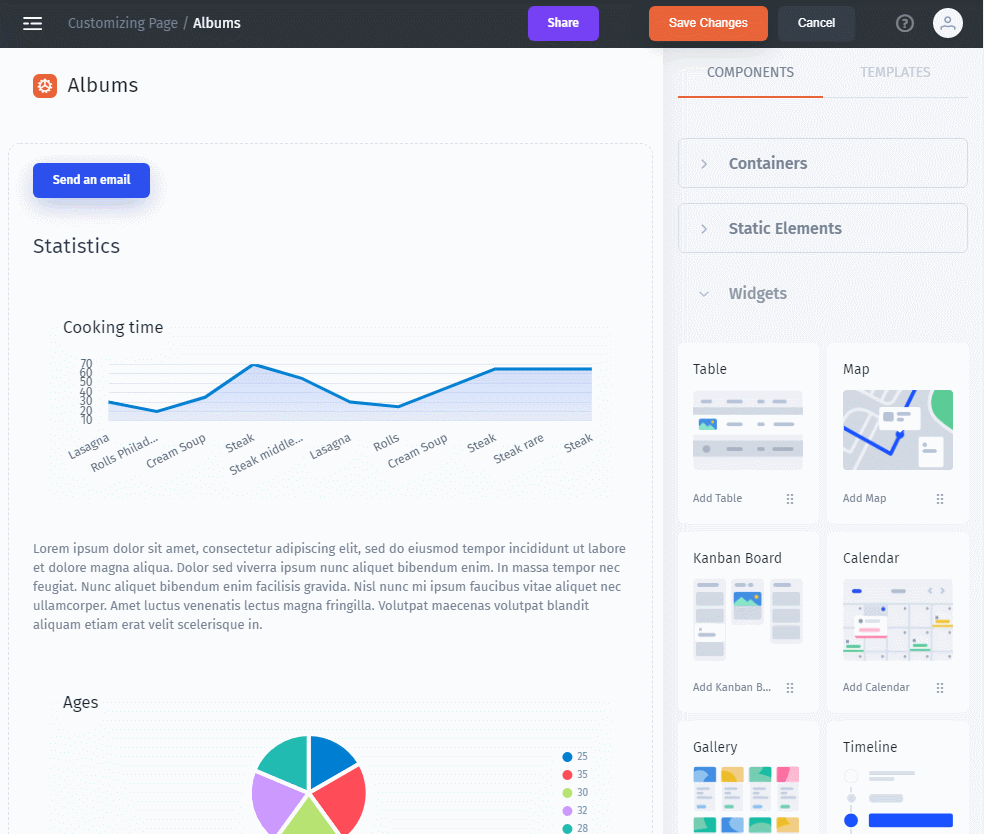 Customizing Page / Albums
Share
Save Changes
Cancel
?
Albums
Send an email
Statistics
Cooking time
70
60
50
40
30
20
10
Lasagna
Rolls Philad...
Cream Soup
Steak
Steak middle...
Lasagna
Rolls
Cream Soup
Steak
Steak rare
Steak
Lorem ipsum dolor sit amet, consectetur adipiscing elit, sed do eiusmod tempor incididunt ut labore
et dolore magna aliqua. Dolor sed viverra ipsum nunc aliquet bibendum enim. In massa tempor nec
feugiat. Nunc aliquet bibendum enim facilisis gravida. Nisl nunc mi ipsum faucibus vitae aliquet nec
ullamcorper. Amet luctus venenatis lectus magna fringilla. Volutpat maecenas volutpat blandit
aliquam etiam erat velit scelerisque in.
Ages
25
35
30
32
28
COMPONENTS
TEMPLATES
Containers
Static Elements
Widgets
Table
Map
Add Table
Add Map
Kanban Board
Calendar
Add Kanban B...
Add Calendar
Gallery
Timeline